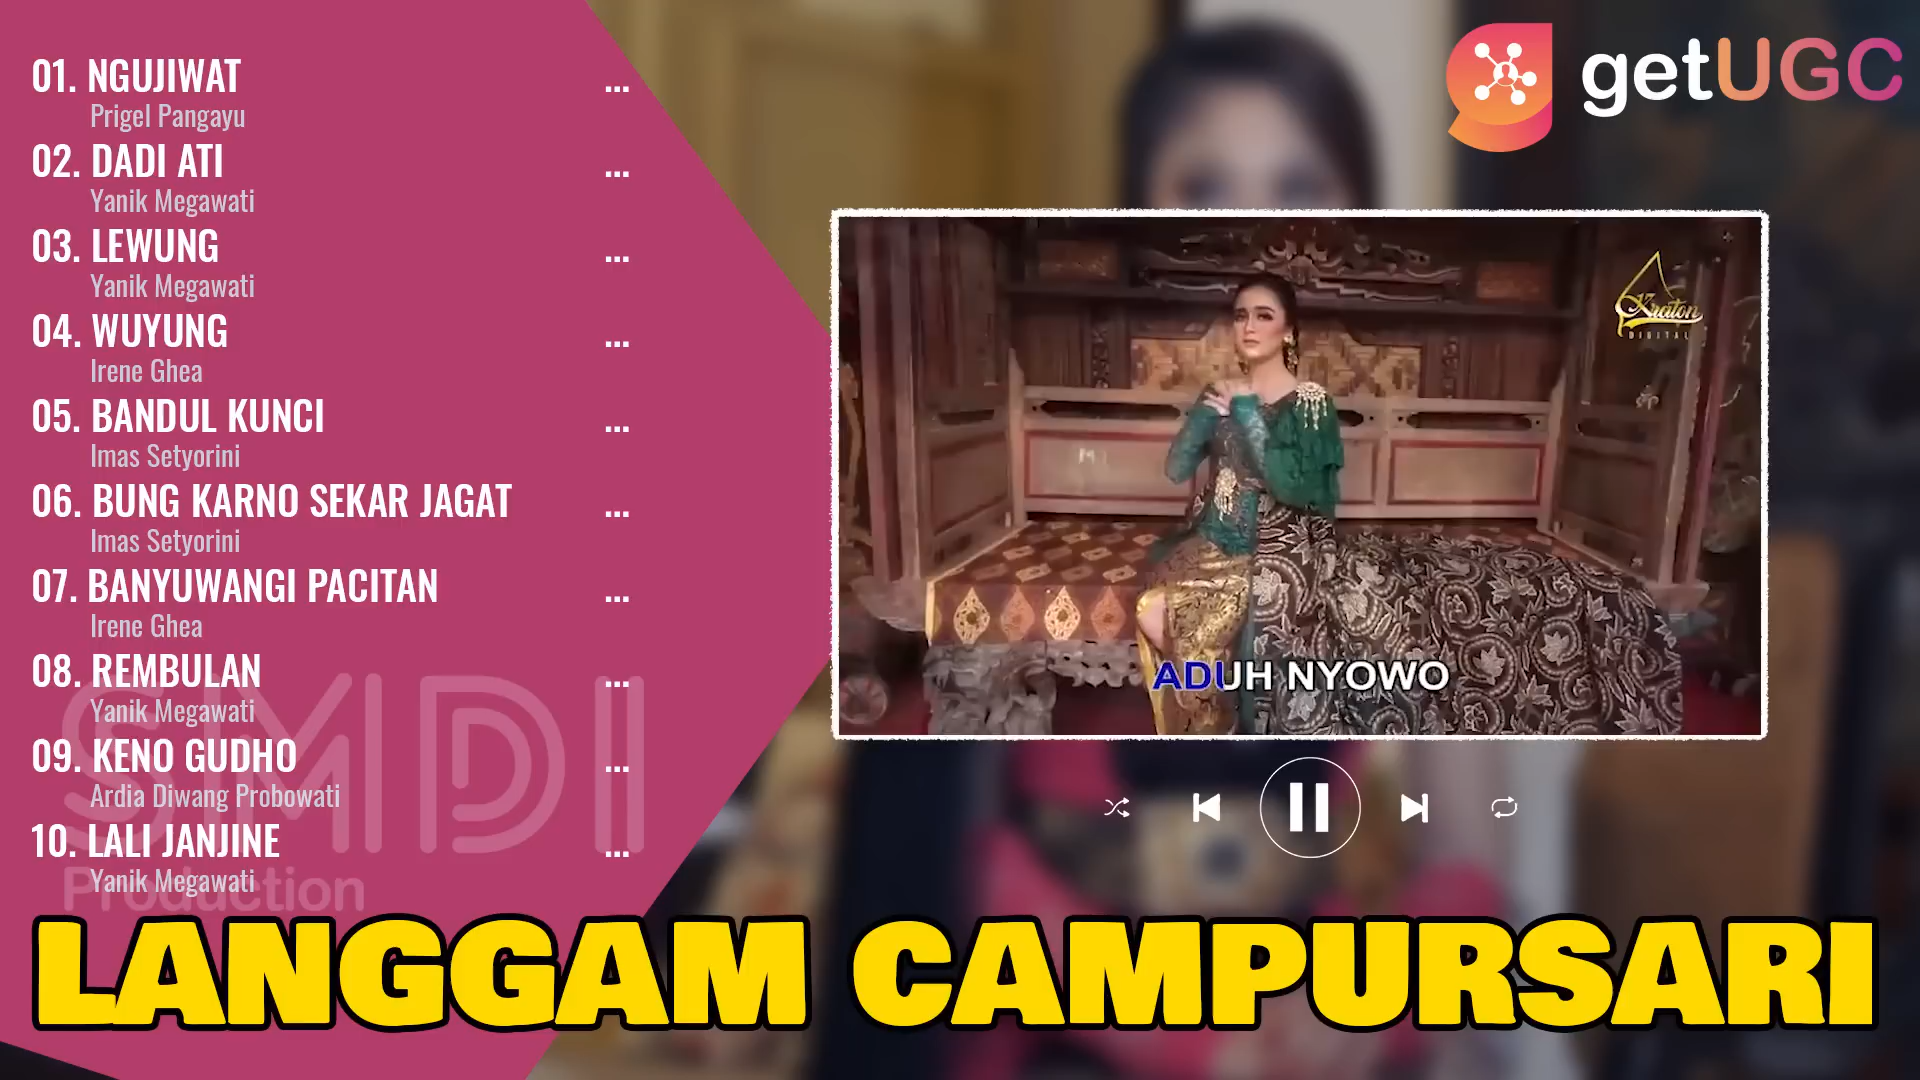 01. NGUJIWAT ...
Prigel Pangayu
02. DADI ATI ...
Yanik Megawati
03. LEWUNG ...
Yanik Megawati
04. WUYUNG ...
Irene Ghea
05. BANDUL KUNCI ...
Imas Setyorini
06. BUNG KARNO SEKAR JAGAT ...
Imas Setyorini
07. BANYUWANGI PACITAN ...
Irene Ghea
08. REMBULAN ...
Yanik Megawati
09. KENO GUDHO ...
Ardia Diwang Probowati
10. LALI JANJINE ...
Yanik Megawati
SMDI
Production
getUGC
Kraton
DIGITAL
ADUH NYOWO
LANGGAM CAMPURSARI